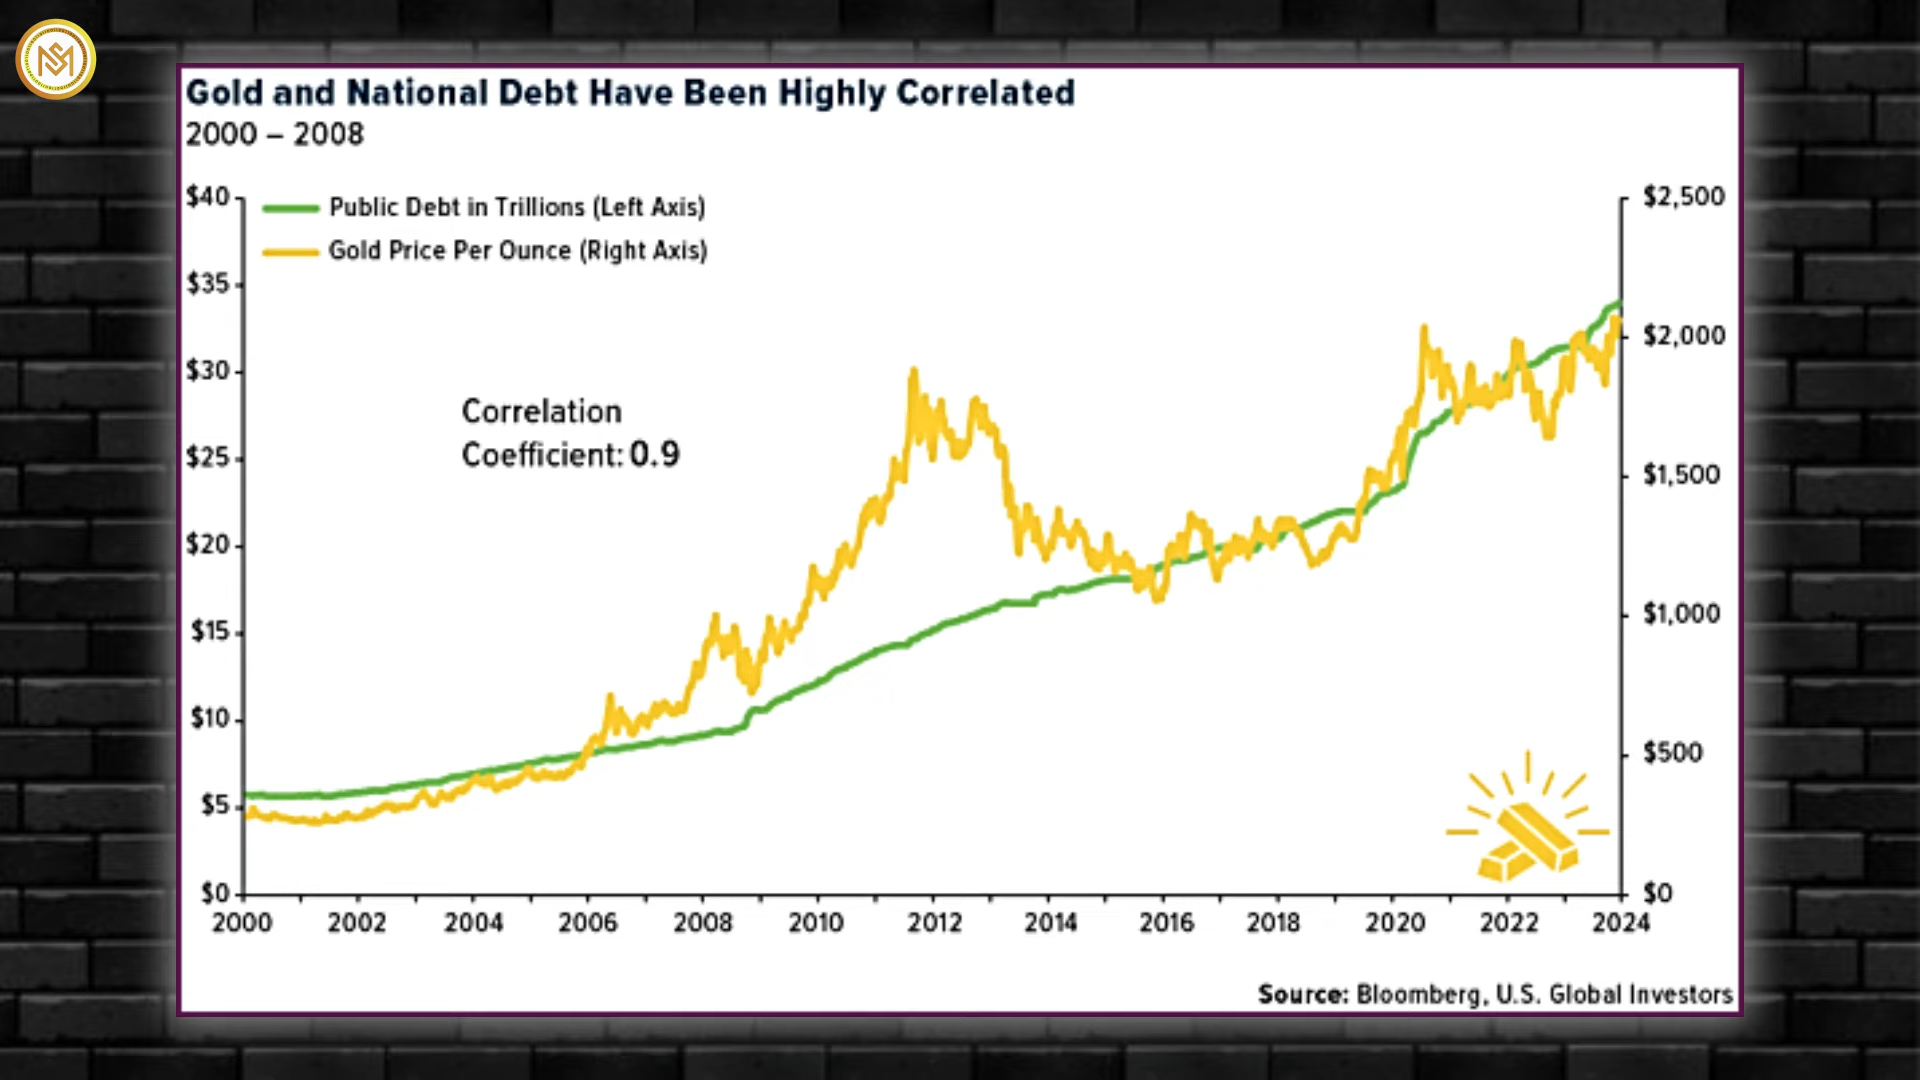 Gold and National Debt Have Been Highly Correlated
2000 – 2008
$40
$35
$30
$25
$20
$15
$10
$5
$0
Public Debt in Trillions (Left Axis)
Gold Price Per Ounce (Right Axis)
Correlation
Coefficient: 0.9
$2,500
$2,000
$1,500
$1,000
$500
$0
2000 2002 2004 2006 2008 2010 2012 2014 2016 2018 2020 2022 2024
Source: Bloomberg, U.S. Global Investors